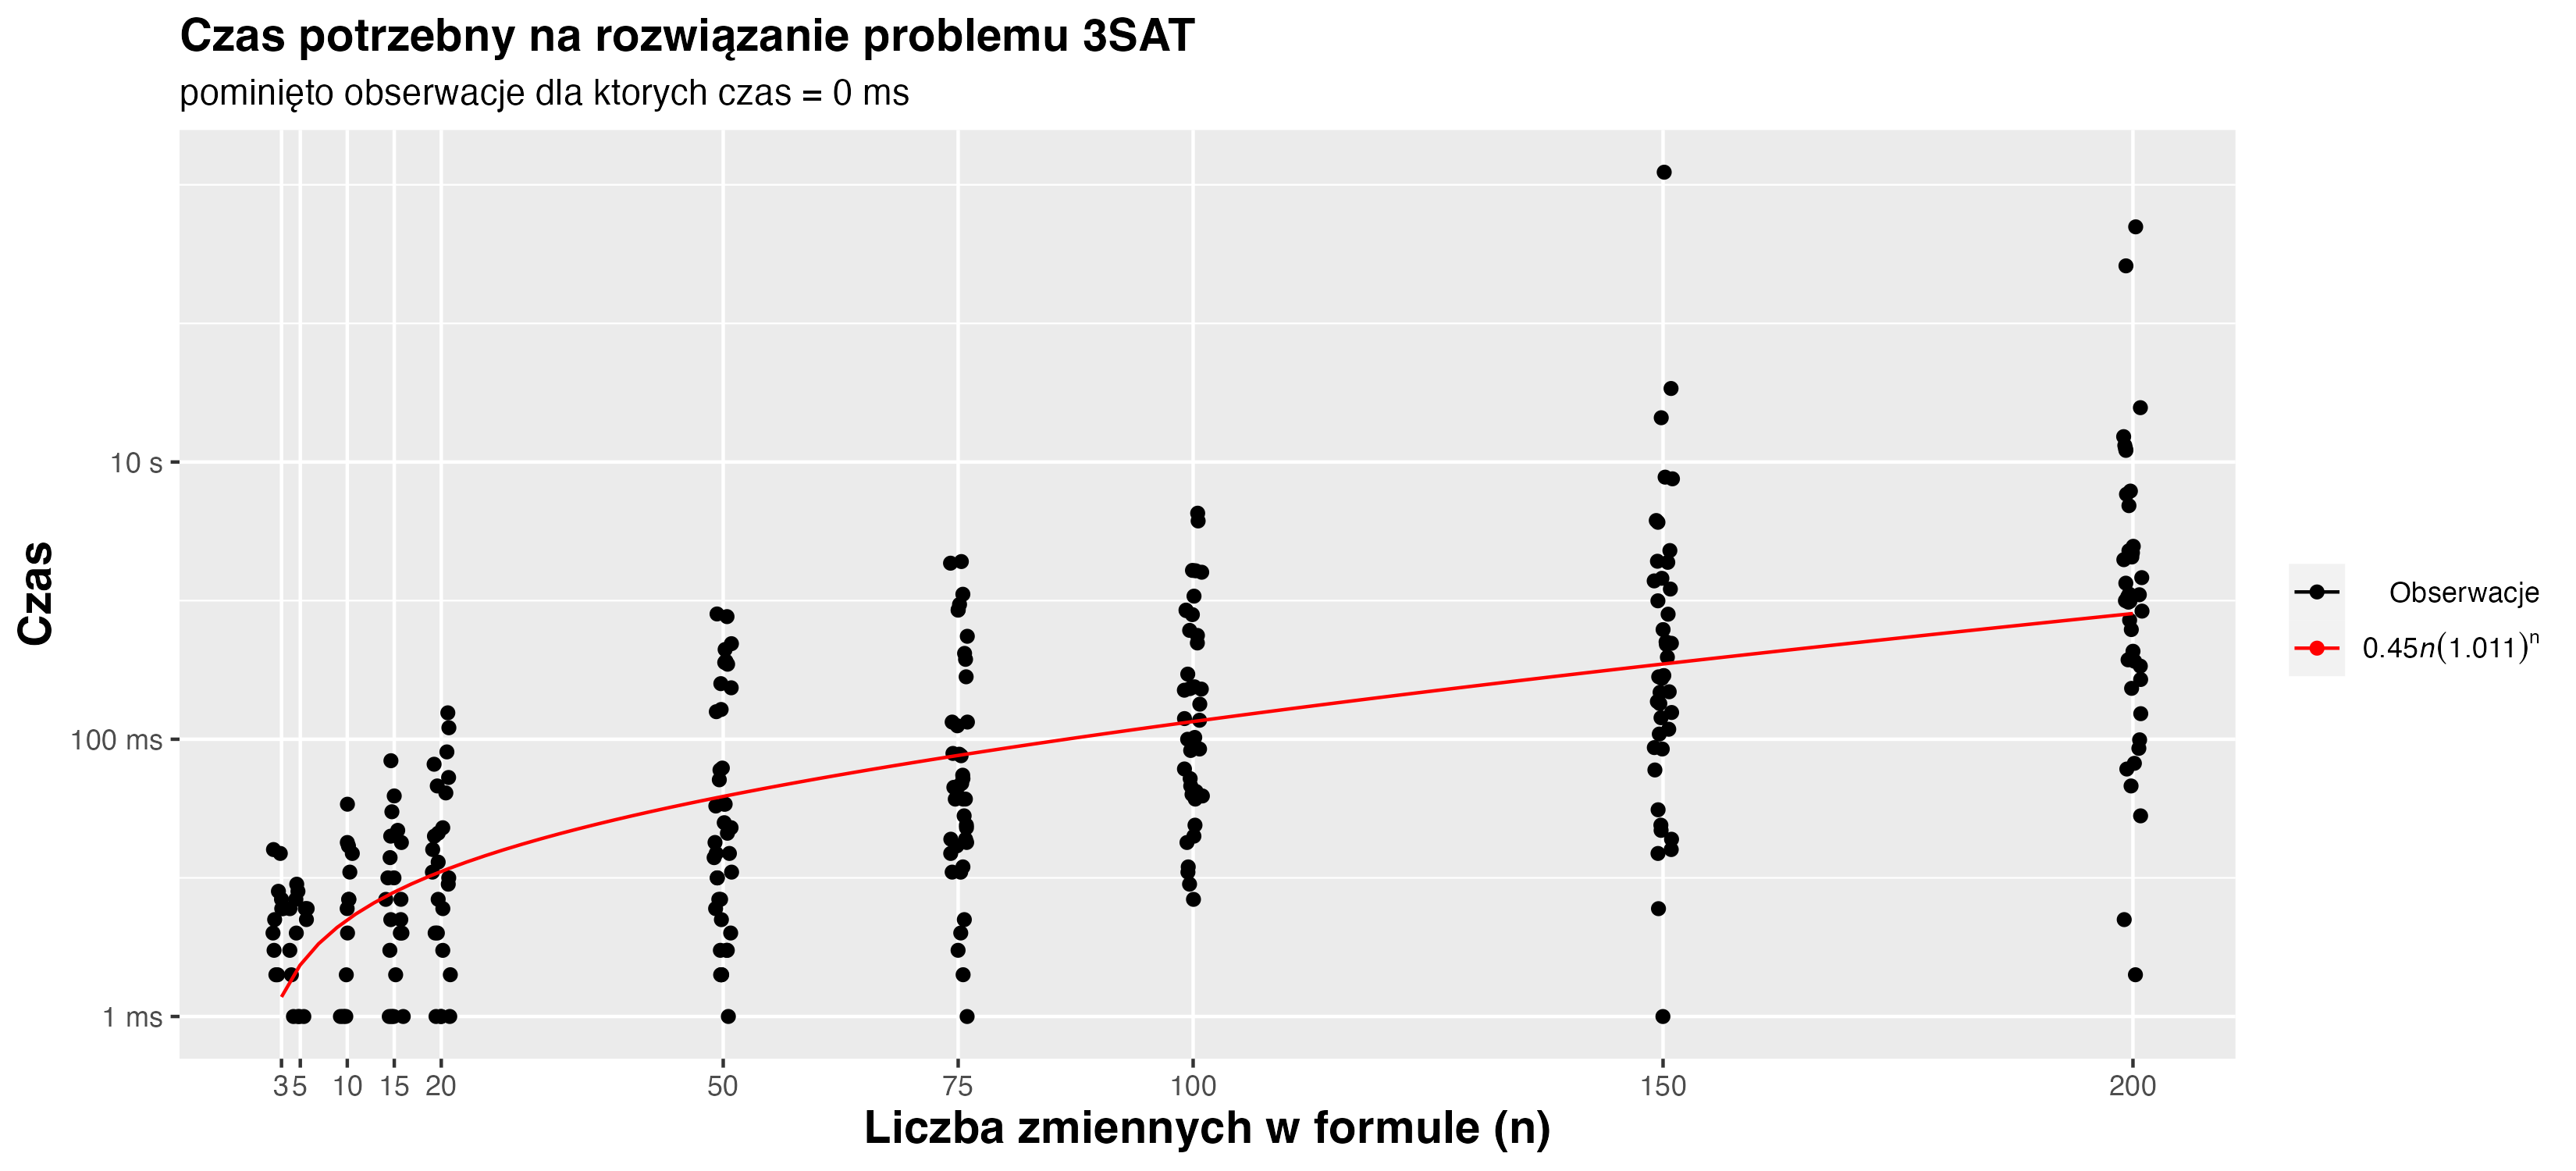 Czas potrzebny na rozwiązanie problemu 3SAT
pominięto obserwacje dla ktorych czas = 0 ms
Czas
10 s
100 ms
1 ms
3 5 10 15 20 50 75 100 150 200
Liczba zmiennych w formule (n)
Obserwacje
0.45n(1.011)ⁿ